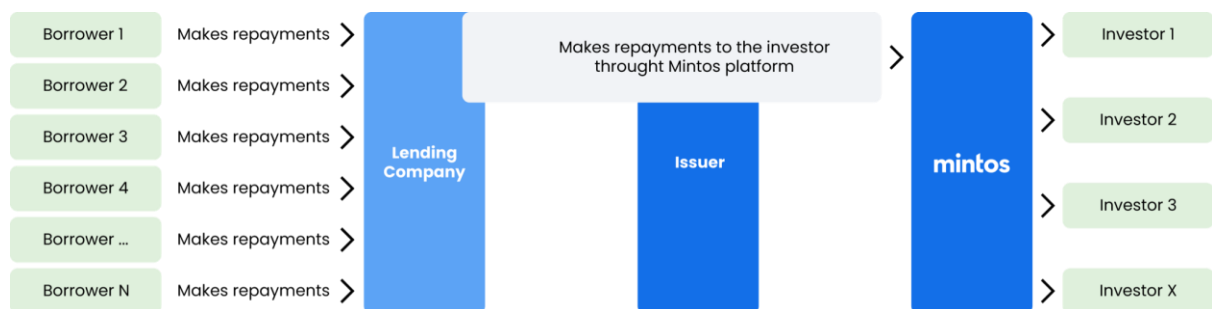 Borrower 1 Makes repayments
Borrower 2 Makes repayments
Borrower 3 Makes repayments
Borrower 4 Makes repayments
Borrower ... Makes repayments
Borrower N Makes repayments
Lending
Company
Makes repayments to the investor
throught Mintos platform
Issuer
mintos
Investor 1
Investor 2
Investor 3
Investor X